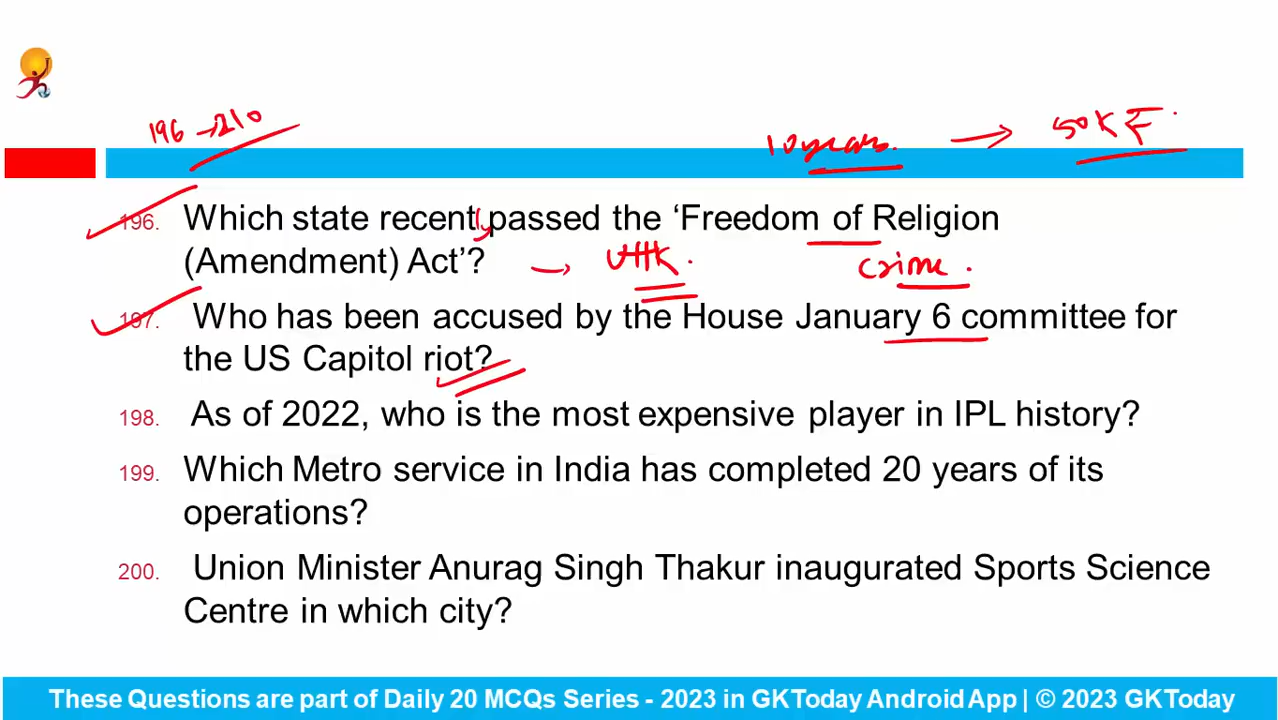 196 → 210
10 years. → 50K ₹.
196. Which state recently passed the ‘Freedom of Religion
(Amendment) Act’? → UttK.
Crime.
197. Who has been accused by the House January 6 committee for
the US Capitol riot?
198. As of 2022, who is the most expensive player in IPL history?
199. Which Metro service in India has completed 20 years of its
operations?
200. Union Minister Anurag Singh Thakur inaugurated Sports Science
Centre in which city?
These Questions are part of Daily 20 MCQs Series - 2023 in GKToday Android App | © 2023 GKToday